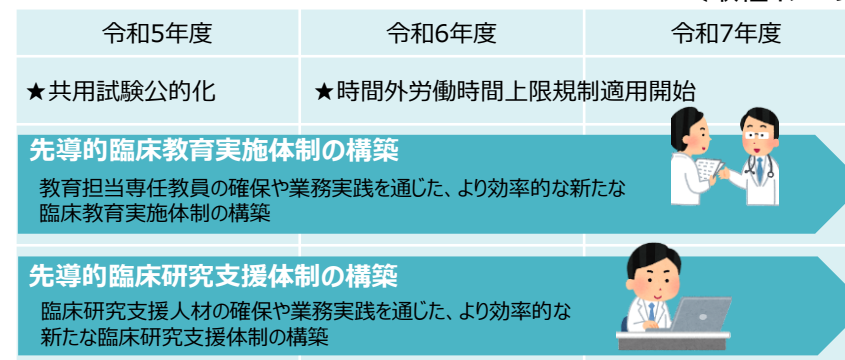 令和5年度 令和6年度 令和7年度
★共用試験公的化 ★時間外労働時間上限規制適用開始
先導的臨床教育実施体制の構築
教育担当専任教員の確保や業務実践を通じた、より効率的な新たな
臨床教育実施体制の構築
先導的臨床研究支援体制の構築
臨床研究支援人材の確保や業務実践を通じた、より効率的な
新たな臨床研究支援体制の構築